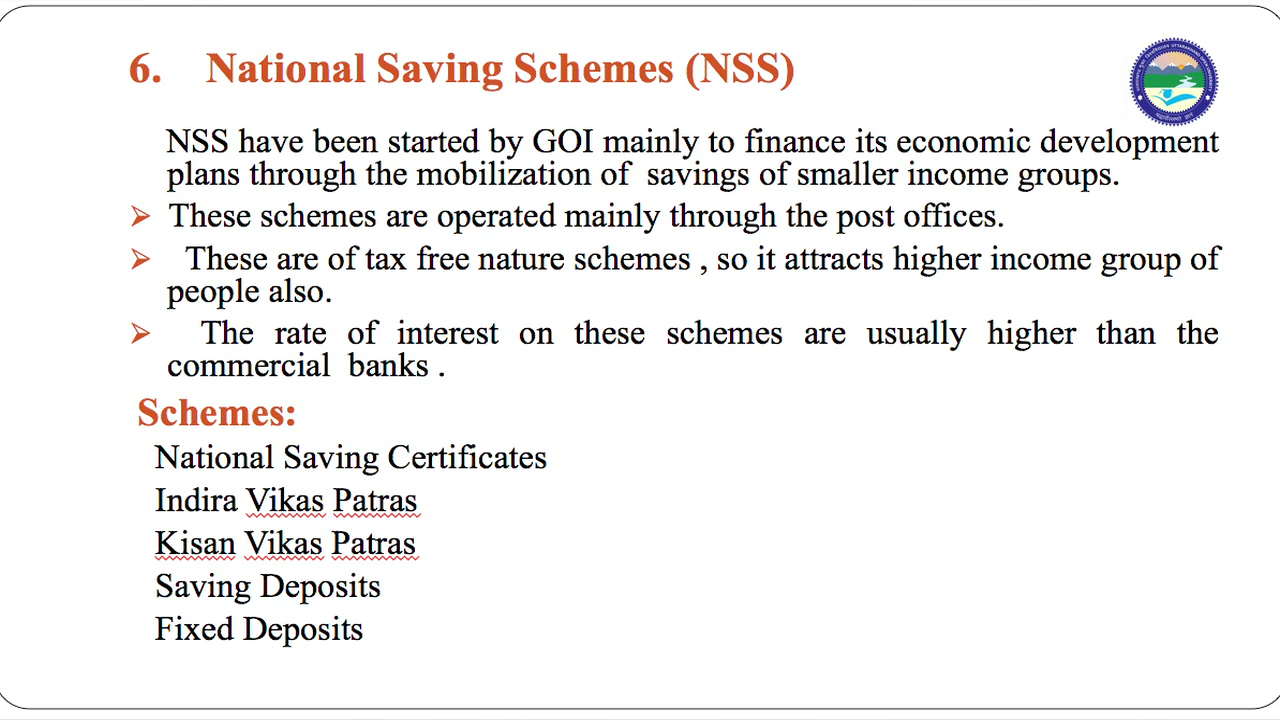 6. National Saving Schemes (NSS)
NSS have been started by GOI mainly to finance its economic development
plans through the mobilization of savings of smaller income groups.
➢ These schemes are operated mainly through the post offices.
➢ These are of tax free nature schemes , so it attracts higher income group of
people also.
➢ The rate of interest on these schemes are usually higher than the
commercial banks .
Schemes:
National Saving Certificates
Indira Vikas Patras
Kisan Vikas Patras
Saving Deposits
Fixed Deposits